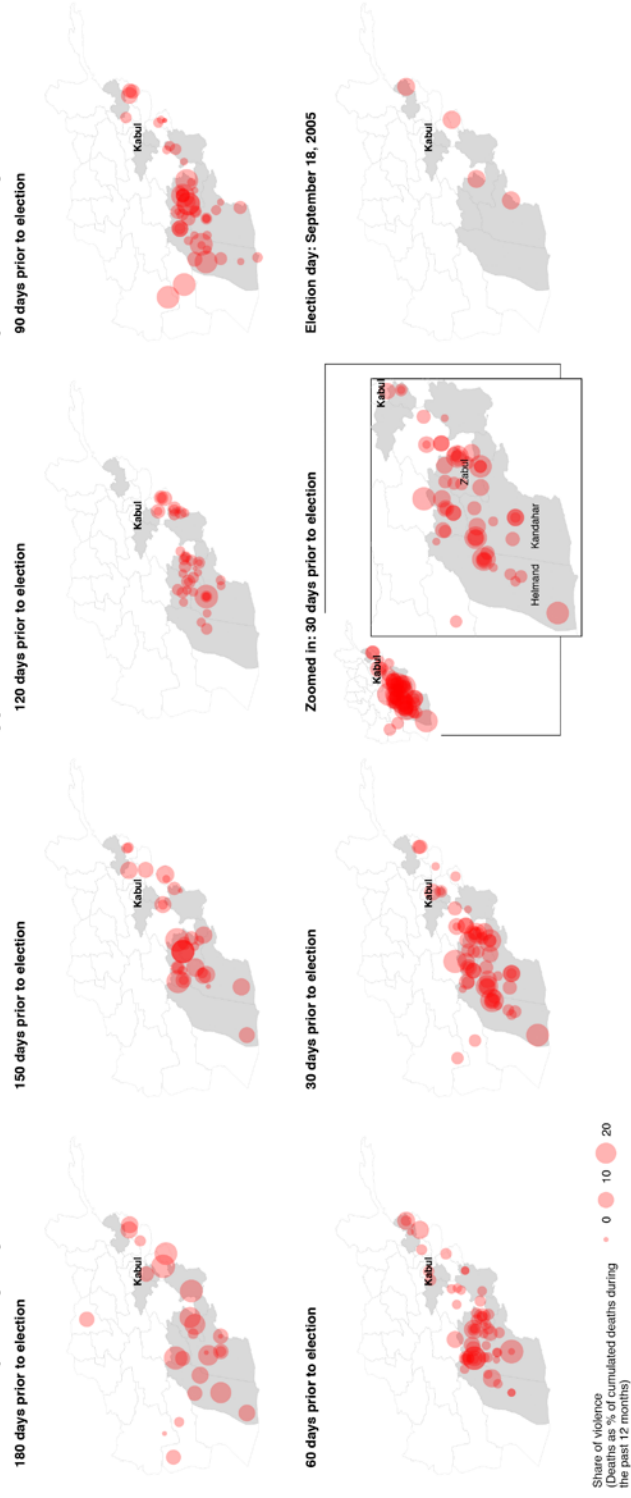 180 days prior to election
Kabul
150 days prior to election
Kabul
120 days prior to election
Kabul
90 days prior to election
Kabul
60 days prior to election
Kabul
30 days prior to election
Kabul
Zoomed in: 30 days prior to election
Kabul
Kabul
Zabul
Helmand
Kandahar
Election day: September 18, 2005
Kabul
Share of violence
(Deaths as % of cumulated deaths during
the past 12 months)
0 10 20